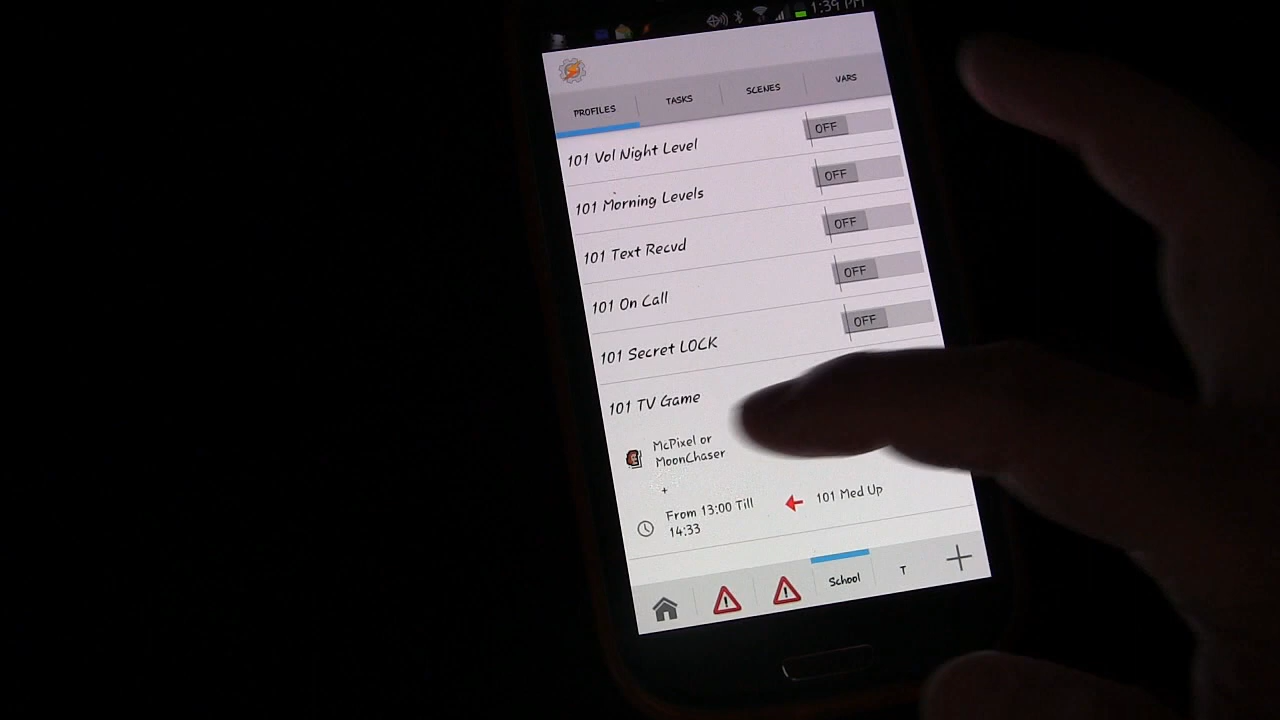 1:39 PM
PROFILES TASKS SCENES VARS
101 Vol Night Level OFF
101 Morning Levels OFF
101 Text Recvd OFF
101 On Call OFF
101 Secret LOCK OFF
101 TV Game
McPixel or
MoonChaser
+
From 13:00 Till
14:33
101 Med Up
School T